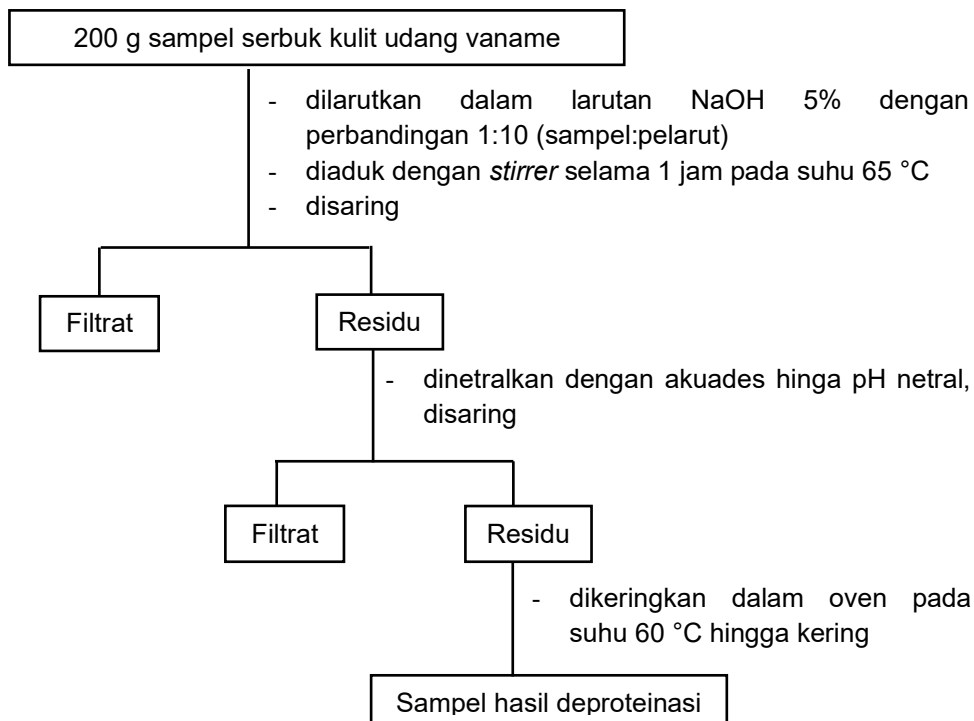 200 g sampel serbuk kulit udang vaname
- dilarutkan dalam larutan NaOH 5% dengan
perbandingan 1:10 (sampel:pelarut)
- diaduk dengan stirrer selama 1 jam pada suhu 65 °C
- disaring
Filtrat
Residu
- dinetralkan dengan akuades hingga pH netral,
disaring
Filtrat
Residu
- dikeringkan dalam oven pada
suhu 60 °C hingga kering
Sampel hasil deproteinasi